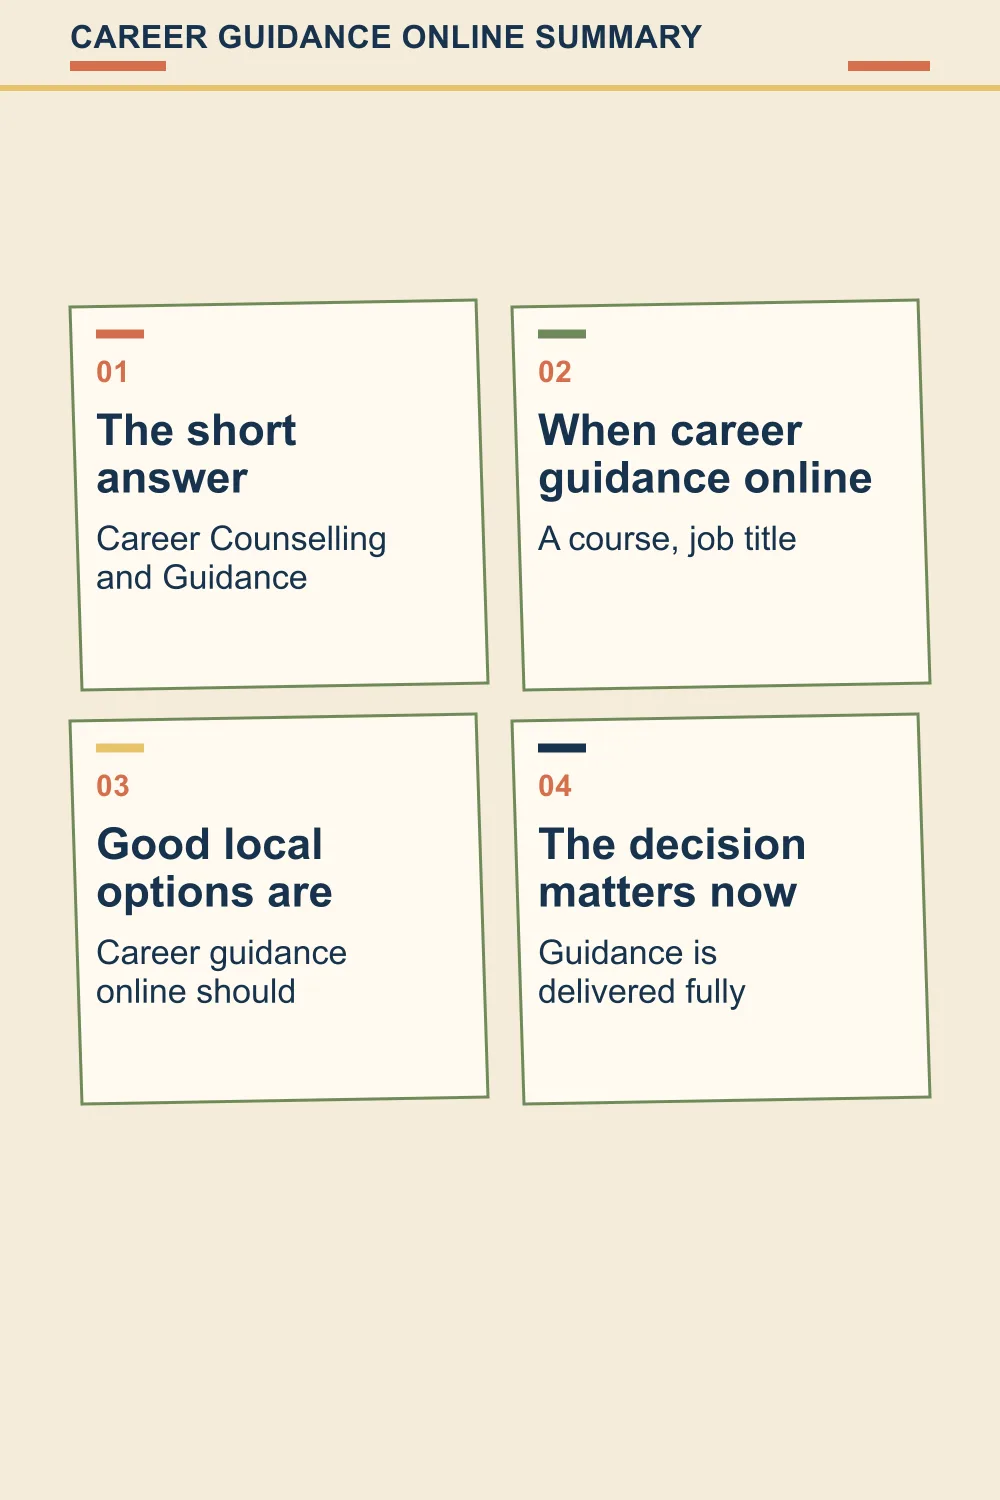 CAREER GUIDANCE ONLINE SUMMARY
01
The short
answer
Career Counselling
and Guidance
02
When career
guidance online
A course, job title
03
Good local
options are
Career guidance
online should
04
The decision
matters now
Guidance is
delivered fully